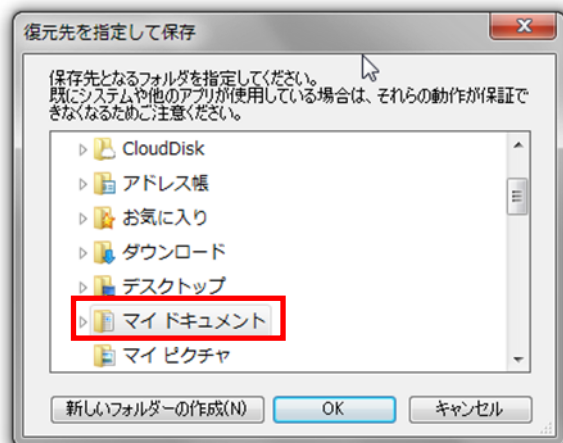 復元先を指定して保存
保存先となるフォルダを指定してください。
既にシステムや他のアプリが使用している場合は、それらの動作が保証で
きなくなるためご注意ください。
CloudDisk
アドレス帳
お気に入り
ダウンロード
デスクトップ
マイ ドキュメント
マイ ピクチャ
新しいフォルダーの作成(N)
OK
キャンセル